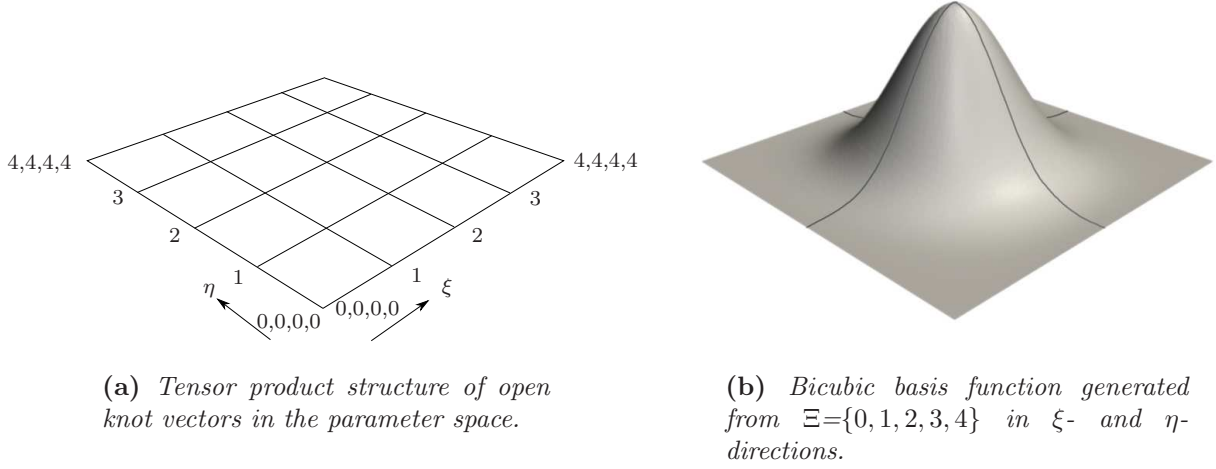 4,4,4,4
4,4,4,4
3
3
2
2
1
1
η
ξ
0,0,0,0
0,0,0,0
(a) Tensor product structure of open
knot vectors in the parameter space.
(b) Bicubic basis function generated
from Ξ={0, 1, 2, 3, 4} in ξ- and η-
directions.